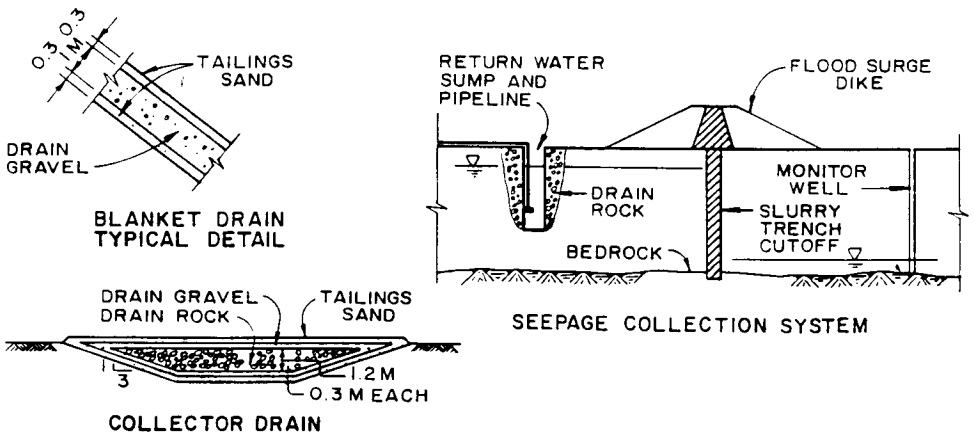 0.3
1 M
0.3
TAILINGS
SAND
DRAIN
GRAVEL
BLANKET DRAIN
TYPICAL DETAIL
RETURN WATER
SUMP AND
PIPELINE
FLOOD SURGE
DIKE
DRAIN
ROCK
MONITOR
WELL
SLURRY
TRENCH
CUTOFF
BEDROCK
SEEPAGE COLLECTION SYSTEM
DRAIN GRAVEL
DRAIN ROCK
TAILINGS
SAND
1
3
1.2 M
0.3 M EACH
COLLECTOR DRAIN